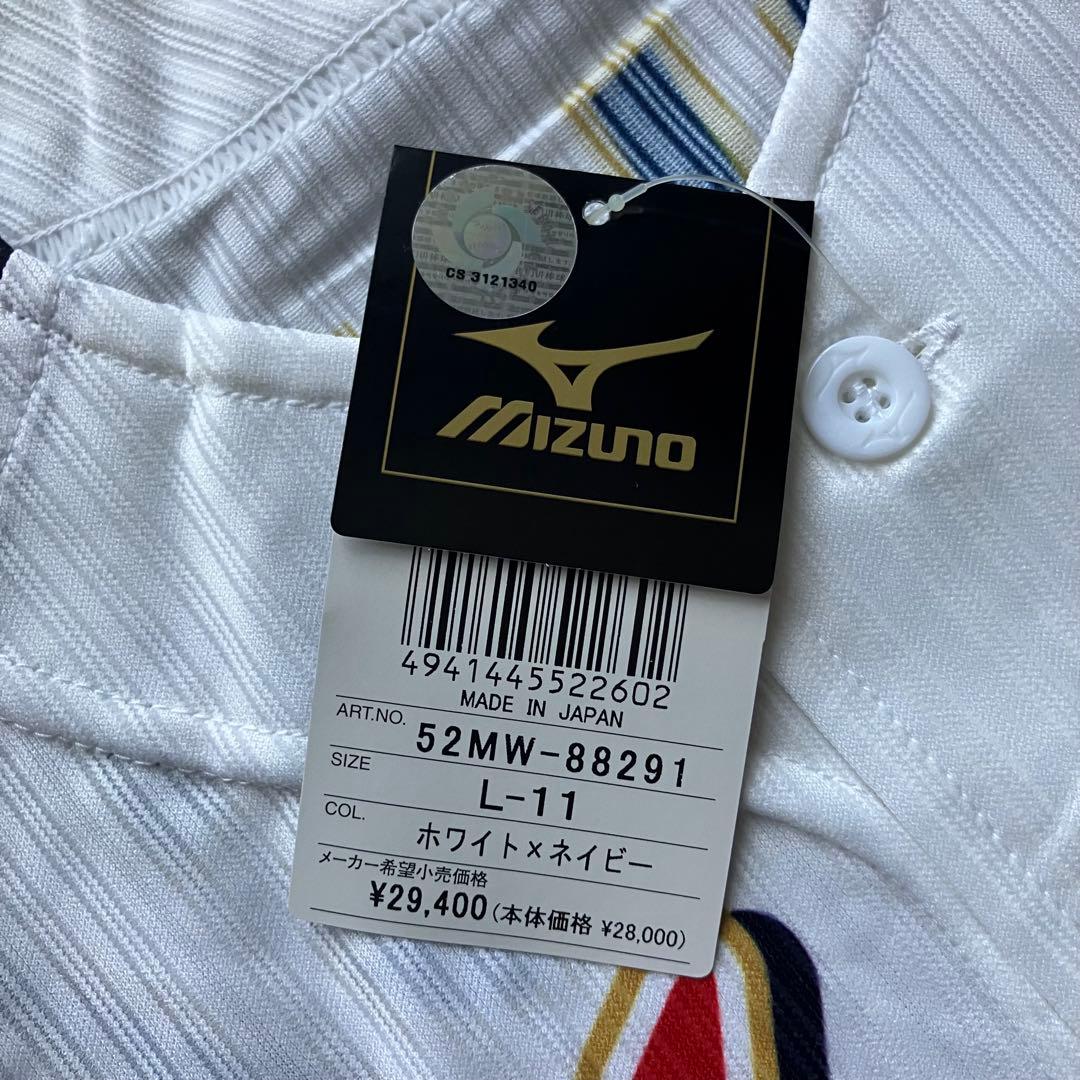 CS 3121340
MIZUNO
4941445522602
MADE IN JAPAN
ART.NO. 52MW-88291
SIZE L-11
COL. ホワイト×ネイビー
メーカー希望小売価格
¥29,400(本体価格 ¥28,000)